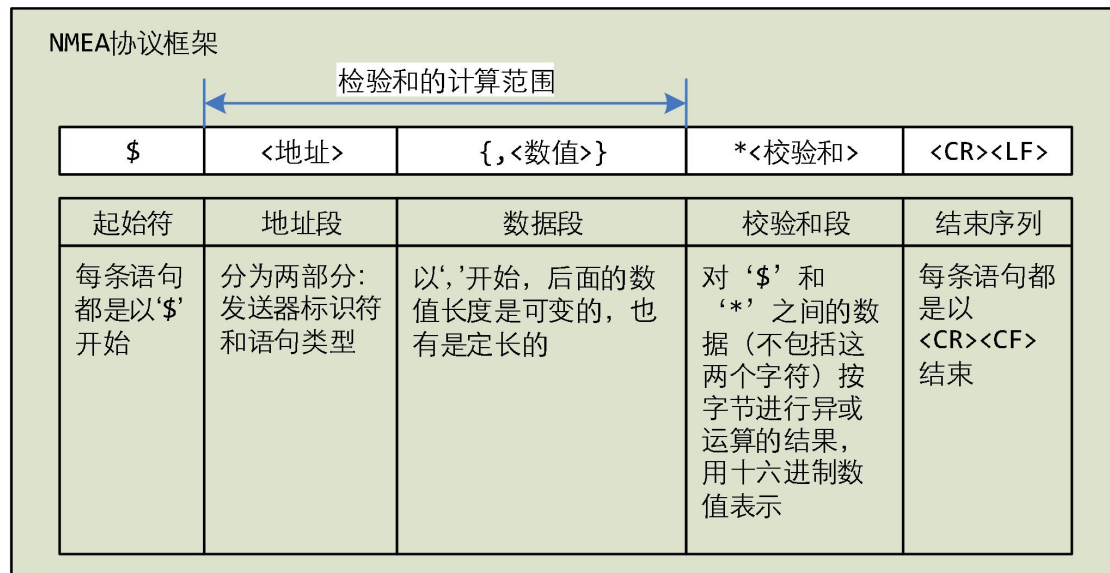 NMEA协议框架
检验和的计算范围
$ <地址> {,<数值>} *<校验和> <CR><LF>
起始符 地址段 数据段 校验和段 结束序列
每条语句
都是以‘$’
开始
分为两部分:
发送器标识符
和语句类型
以‘,’开始，后面的数
值长度是可变的，也
有是定长的
对‘$’和
‘*’之间的数
据（不包括这
两个字符）按
字节进行异或
运算的结果，
用十六进制数
值表示
每条语句都
是以
<CR><CF>
结束